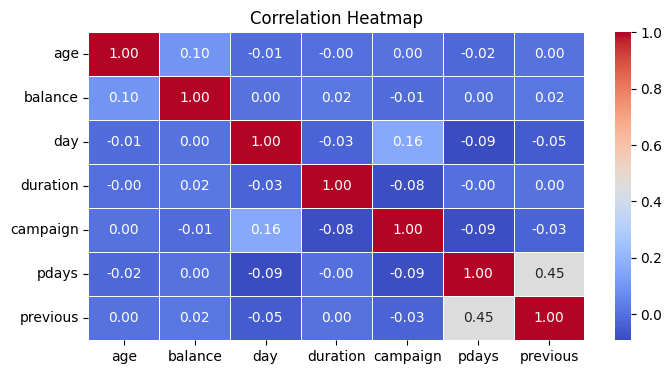 Correlation Heatmap
age 1.00 0.10 -0.01 -0.00 0.00 -0.02 0.00
balance 0.10 1.00 0.00 0.02 -0.01 0.00 0.02
day -0.01 0.00 1.00 -0.03 0.16 -0.09 -0.05
duration -0.00 0.02 -0.03 1.00 -0.08 -0.00 0.00
campaign 0.00 -0.01 0.16 -0.08 1.00 -0.09 -0.03
pdays -0.02 0.00 -0.09 -0.00 -0.09 1.00 0.45
previous 0.00 0.02 -0.05 0.00 -0.03 0.45 1.00
age balance day duration campaign pdays previous
1.0
0.8
0.6
0.4
0.2
0.0